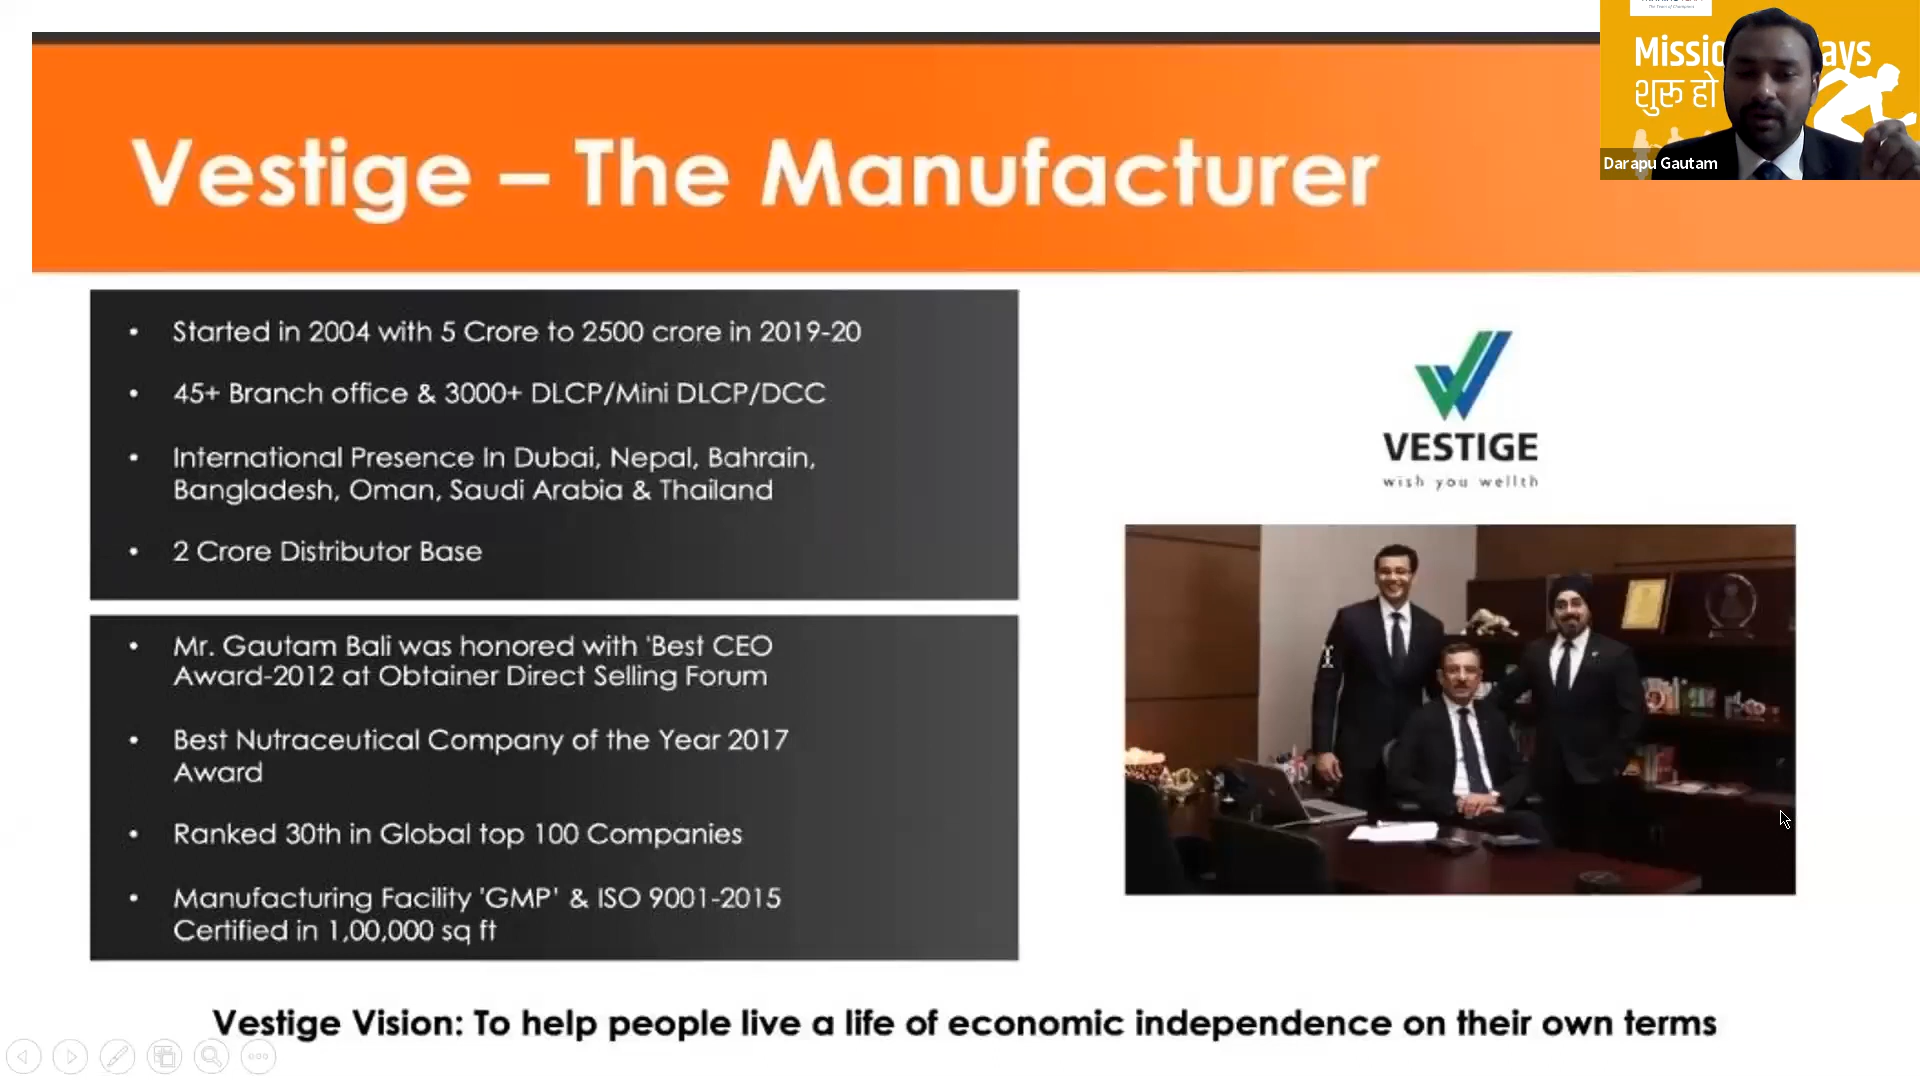 Vestige – The Manufacturer
• Started in 2004 with 5 Crore to 2500 crore in 2019-20
• 45+ Branch office & 3000+ DLCP/Mini DLCP/DCC
• International Presence In Dubai, Nepal, Bahrain,
Bangladesh, Oman, Saudi Arabia & Thailand
• 2 Crore Distributor Base
• Mr. Gautam Bali was honored with 'Best CEO
Award-2012 at Obtainer Direct Selling Forum
• Best Nutraceutical Company of the Year 2017
Award
• Ranked 30th in Global top 100 Companies
• Manufacturing Facility 'GMP' & ISO 9001-2015
Certified in 1,00,000 sq ft
VESTIGE
wish you wellth
Vestige Vision: To help people live a life of economic independence on their own terms
शुरू हो
Darapu Gautam